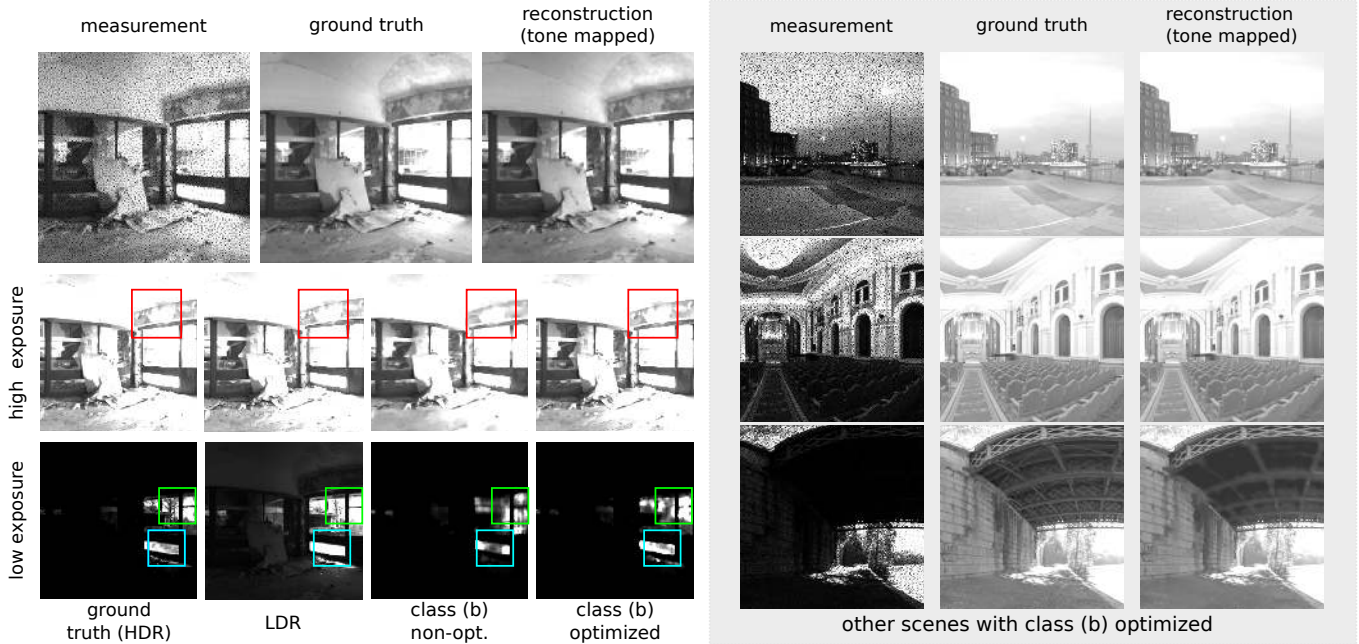 measurement
ground truth
reconstruction
(tone mapped)
high exposure
low exposure
ground
truth (HDR)
LDR
class (b)
non-opt.
class (b)
optimized
measurement
ground truth
reconstruction
(tone mapped)
other scenes with class (b) optimized